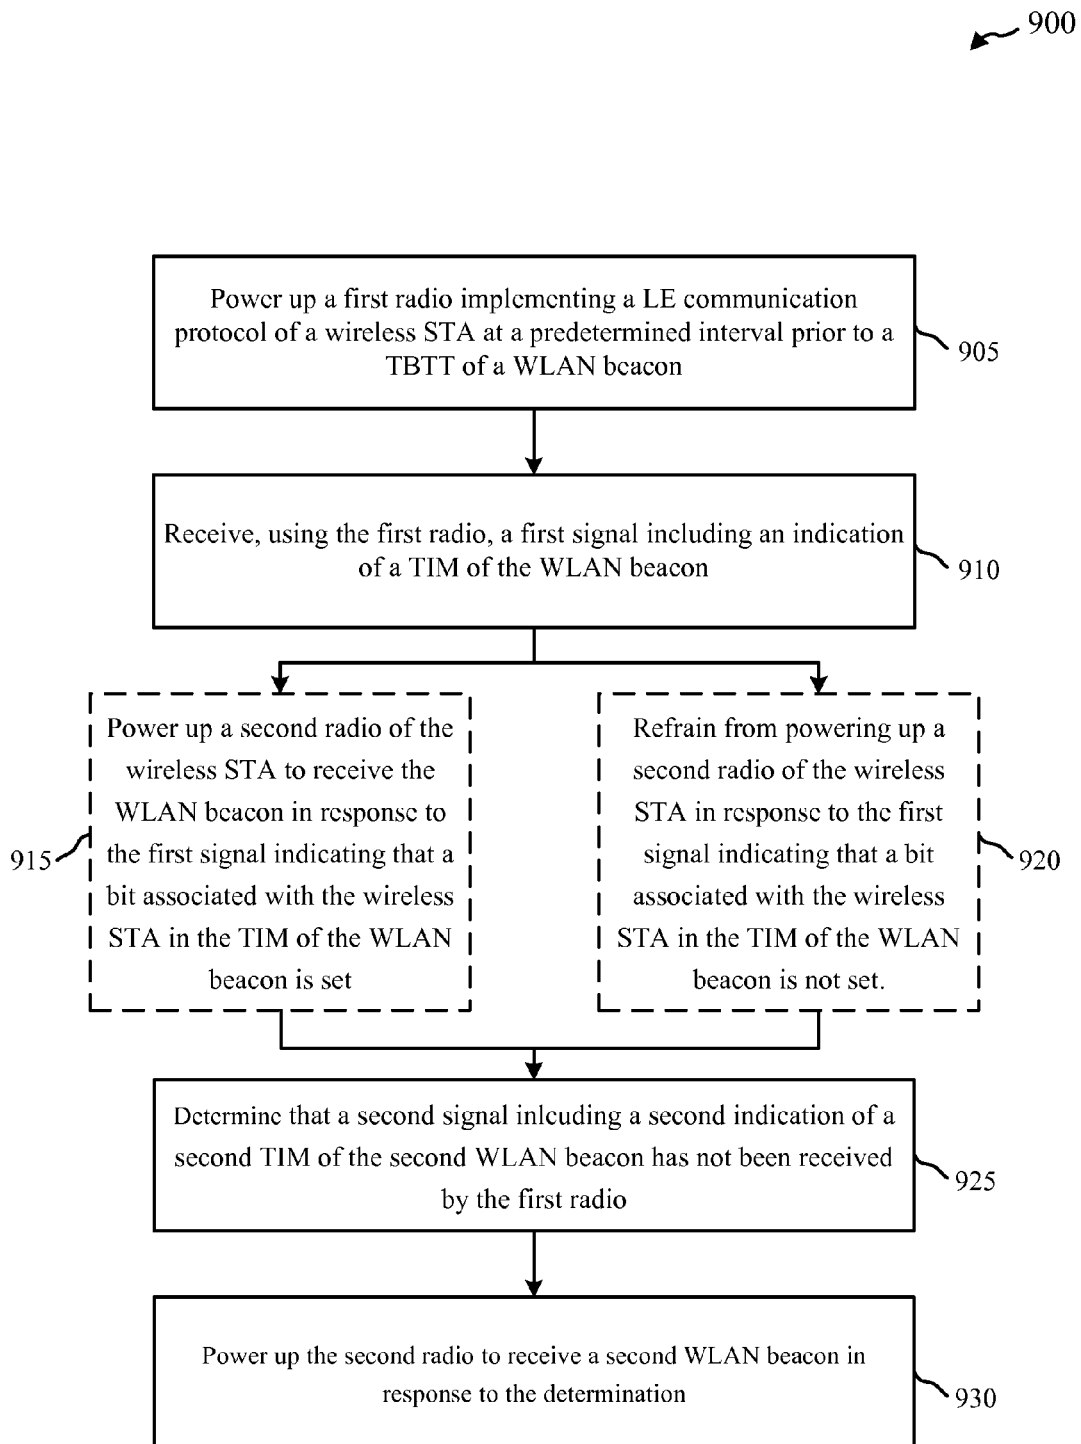 900
Power up a first radio implementing a LE communication
protocol of a wireless STA at a predetermined interval prior to a
TBTT of a WLAN beacon
905
Receive, using the first radio, a first signal including an indication
of a TIM of the WLAN beacon
910
Power up a second radio of the
wireless STA to receive the
WLAN beacon in response to
the first signal indicating that a
bit associated with the wireless
STA in the TIM of the WLAN
beacon is set
915
Refrain from powering up a
second radio of the wireless
STA in response to the first
signal indicating that a bit
associated with the wireless
STA in the TIM of the WLAN
beacon is not set.
920
Determine that a second signal inlcuding a second indication of a
second TIM of the second WLAN beacon has not been received
by the first radio
925
Power up the second radio to receive a second WLAN beacon in
response to the determination
930